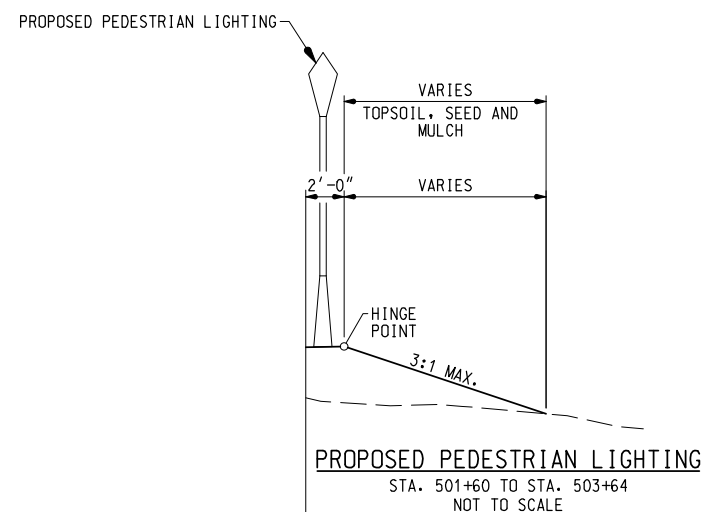 PROPOSED PEDESTRIAN LIGHTING
VARIES
TOPSOIL, SEED AND
MULCH
2'-0"
VARIES
HINGE
POINT
3:1 MAX.
PROPOSED PEDESTRIAN LIGHTING
STA. 501+60 TO STA. 503+64
NOT TO SCALE